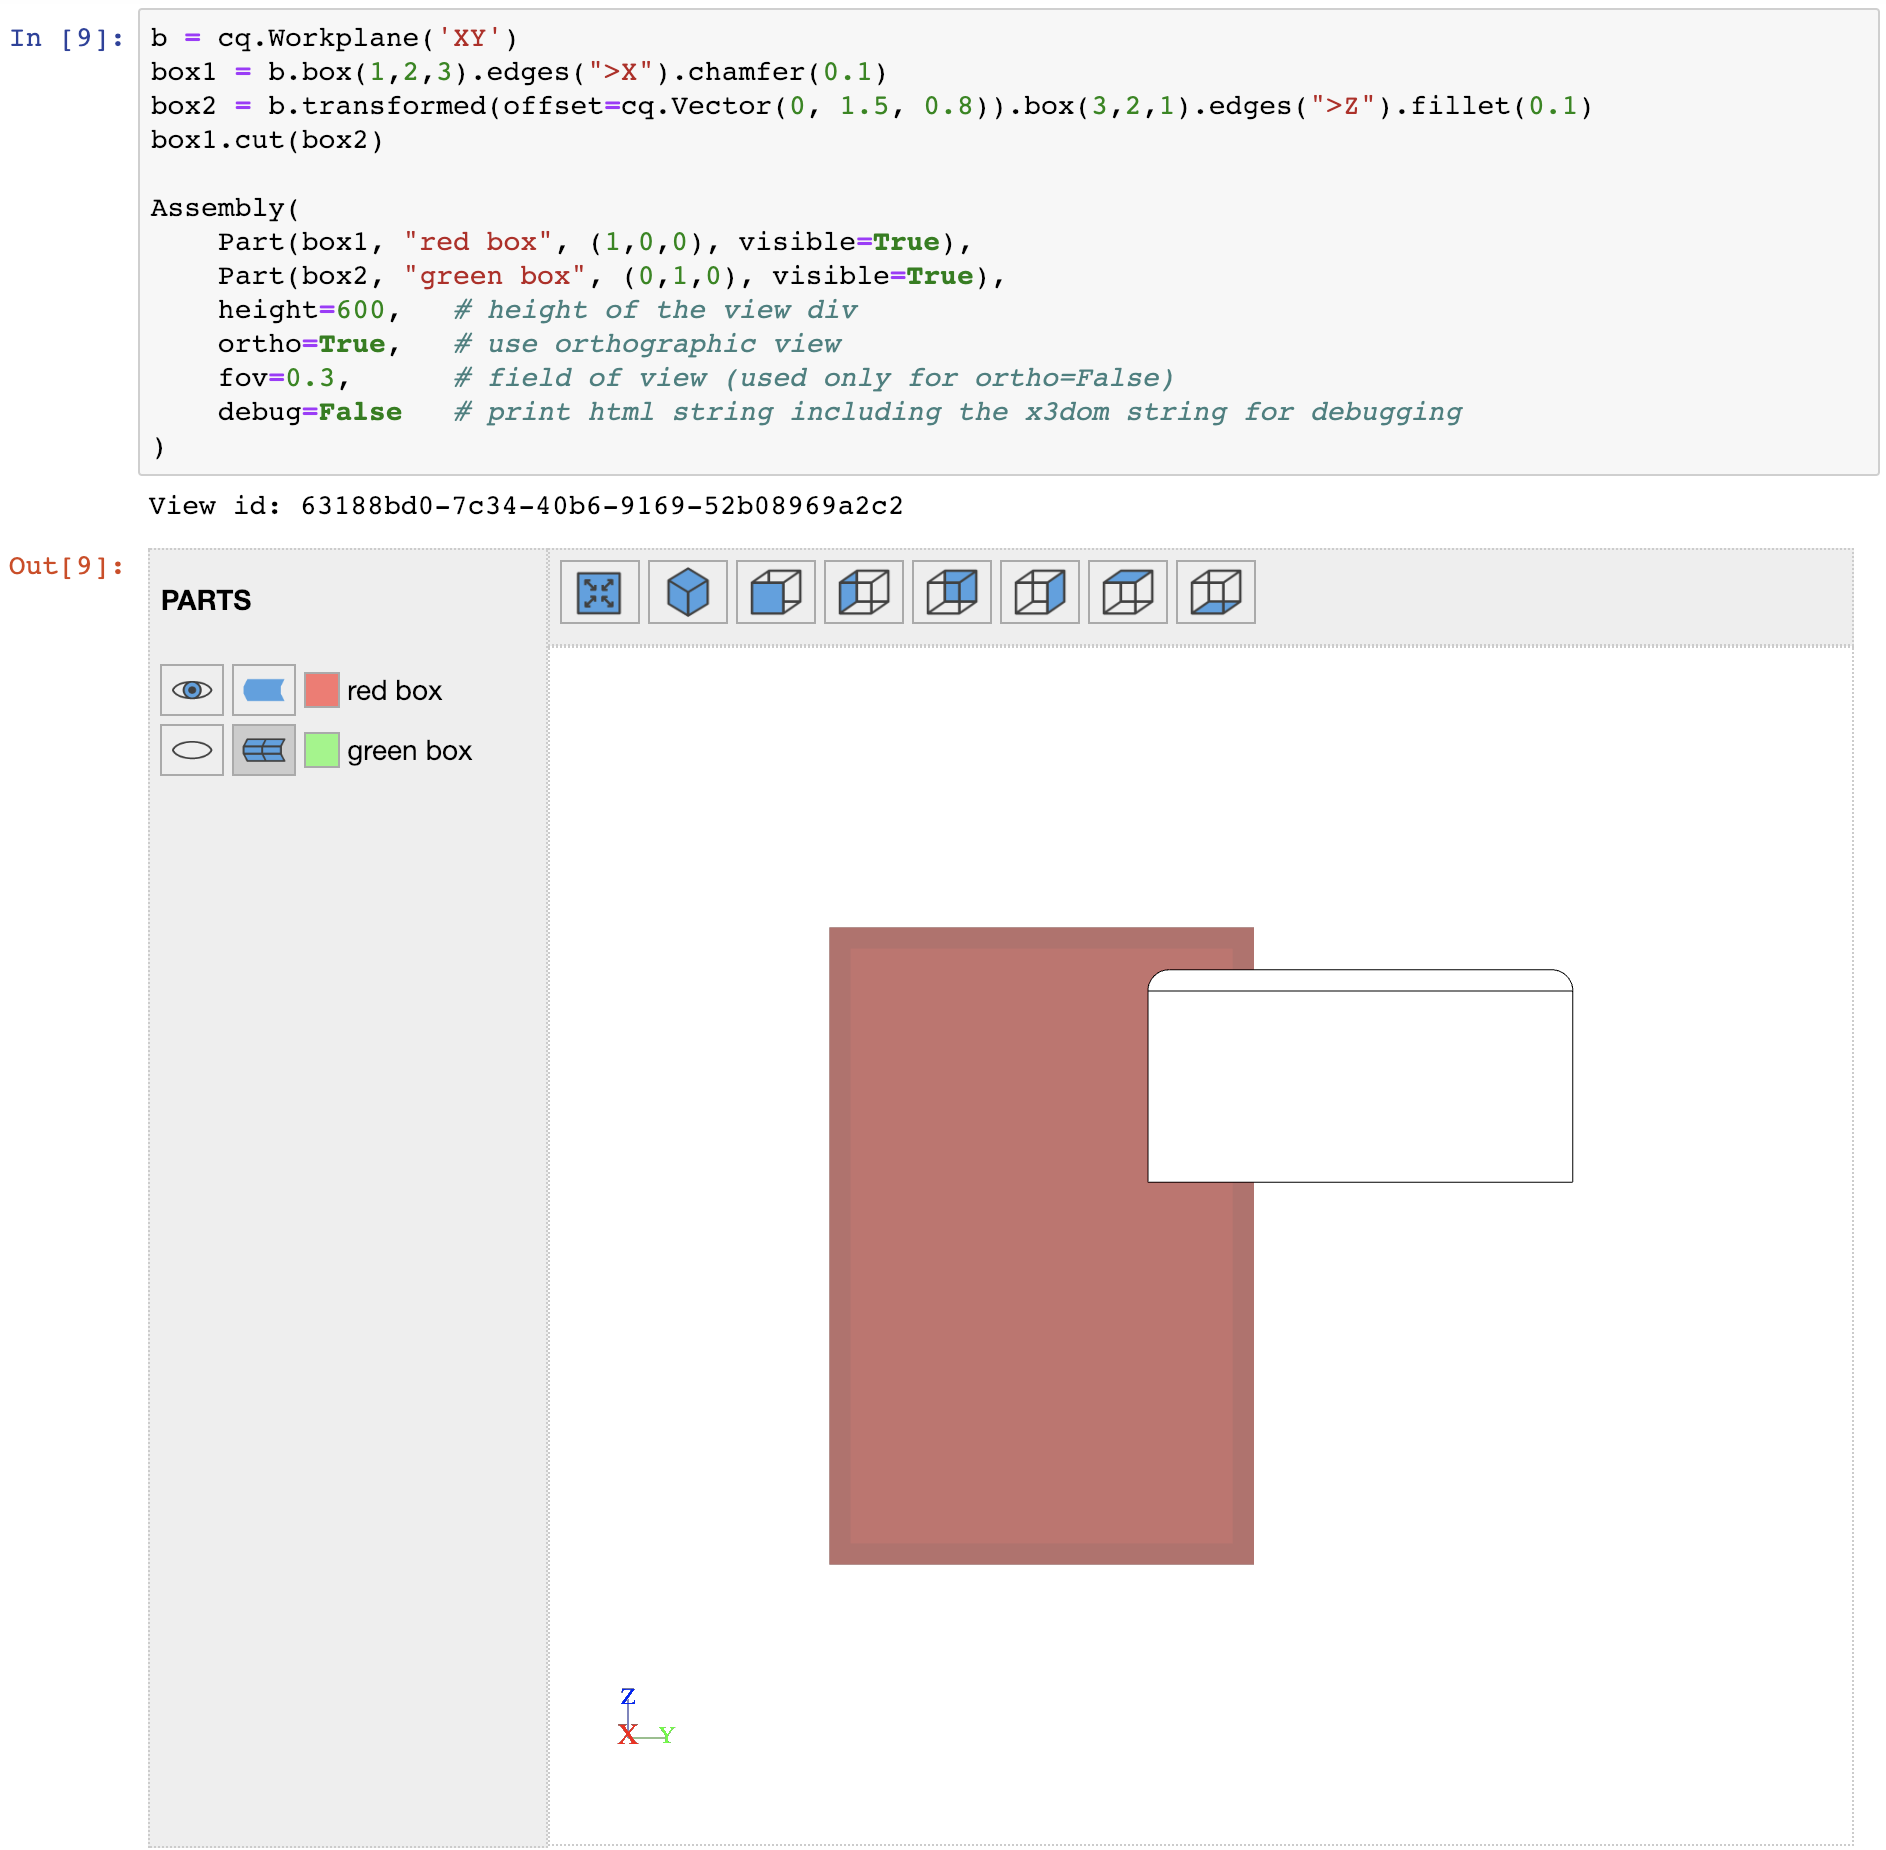 In [9]:
b = cq.Workplane('XY')
box1 = b.box(1,2,3).edges(">X").chamfer(0.1)
box2 = b.transformed(offset=cq.Vector(0, 1.5, 0.8)).box(3,2,1).edges(">Z").fillet(0.1)
box1.cut(box2)

Assembly(
    Part(box1, "red box", (1,0,0), visible=True),
    Part(box2, "green box", (0,1,0), visible=True),
    height=600,   # height of the view div
    ortho=True,   # use orthographic view
    fov=0.3,      # field of view (used only for ortho=False)
    debug=False   # print html string including the x3dom string for debugging
)
View id: 63188bd0-7c34-40b6-9169-52b08969a2c2
Out[9]:
PARTS
red box
green box
Z
X Y